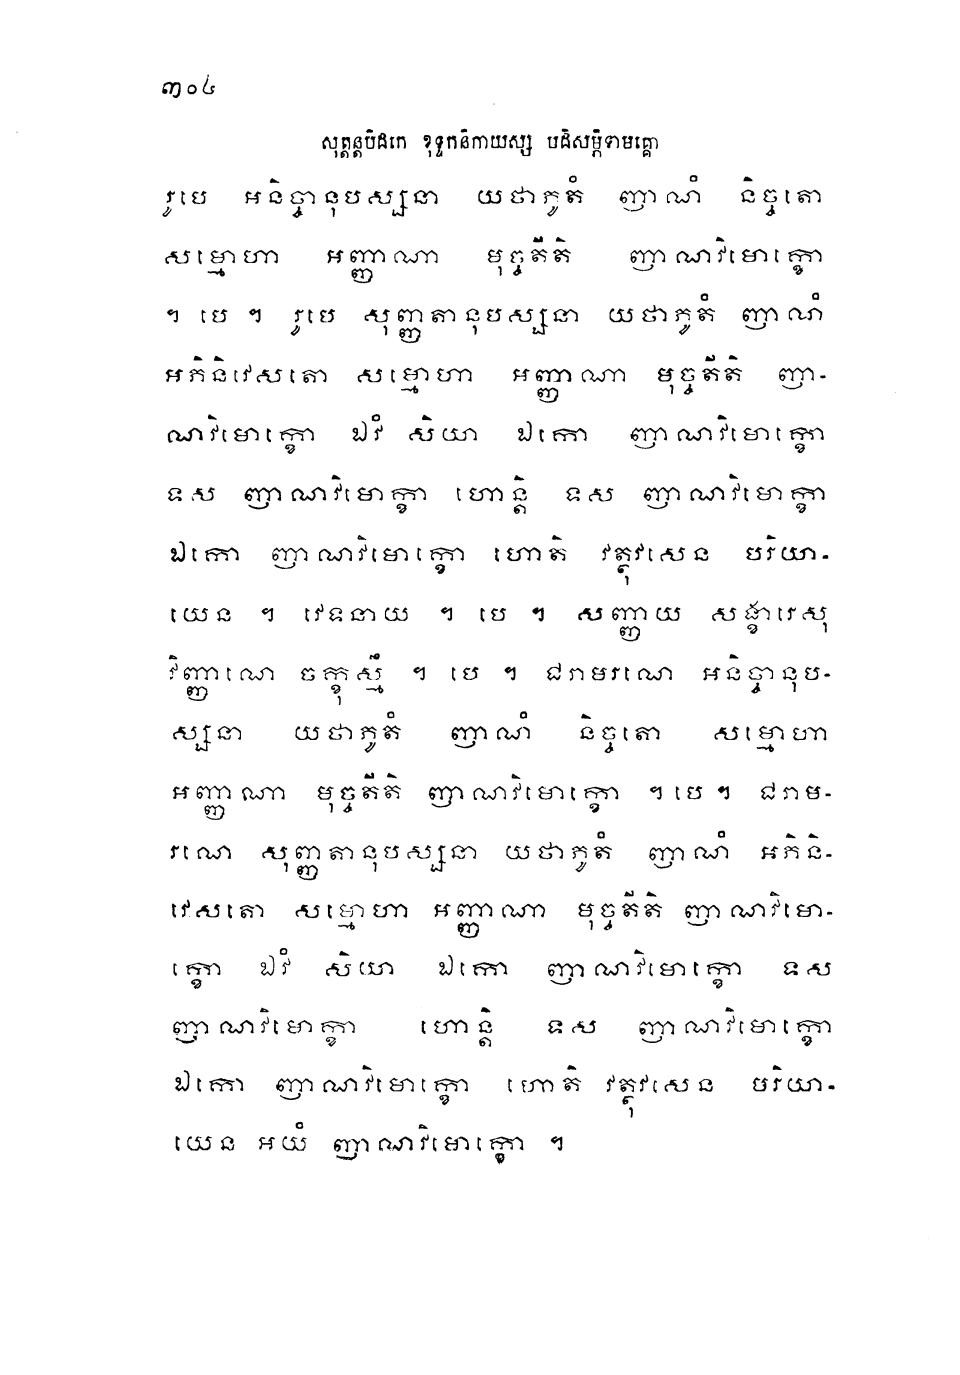 ៣០៤
សុត្តន្តបិដកេ ខុទ្ទកនិកាយស្ស បដិសម្ភិទាមគ្គោ
រូបេ អនិច្ចានុបស្សនា យថាភូតំ ញាណំ និច្ចតោ
សម្មោហា អញ្ញាណា មុច្ចតីតិ ញាណវិមោក្ខោ
។ បេ ។ រូបេ សុញ្ញតានុបស្សនា យថាភូតំ ញាណំ
អភិនិវេសតោ សម្មោហា អញ្ញាណា មុច្ចតីតិ ញា-
ណវិមោក្ខោ ឯវំ សិយា ឯកោ ញាណវិមោក្ខោ
ទស ញាណវិមោក្ខា ហោន្តិ ទស ញាណវិមោក្ខា
ឯកោ ញាណវិមោក្ខោ ហោតិ វត្ថុវសេន បរិយា-
យេន ។ វេទនាយ ។ បេ ។ សញ្ញាយ សង្ខារេសុ
វិញ្ញាណេ ចក្ខុស្មឹ ។ បេ ។ ជរាមរណេ អនិច្ចានុប-
ស្សនា យថាភូតំ ញាណំ និច្ចតោ សម្មោហា
អញ្ញាណា មុច្ចតីតិ ញាណវិមោក្ខោ ។ បេ ។ ជរាម-
រណេ សុញ្ញតានុបស្សនា យថាភូតំ ញាណំ អភិនិ-
វេសតោ សម្មោហា អញ្ញាណា មុច្ចតីតិ ញាណវិមោ-
ក្ខោ ឯវំ សិយា ឯកោ ញាណវិមោក្ខោ ទស
ញាណវិមោក្ខា ហោន្តិ ទស ញាណវិមោក្ខា
ឯកោ ញាណវិមោក្ខោ ហោតិ វត្ថុវសេន បរិយា-
យេន អយំ ញាណវិមោក្ខោ ។